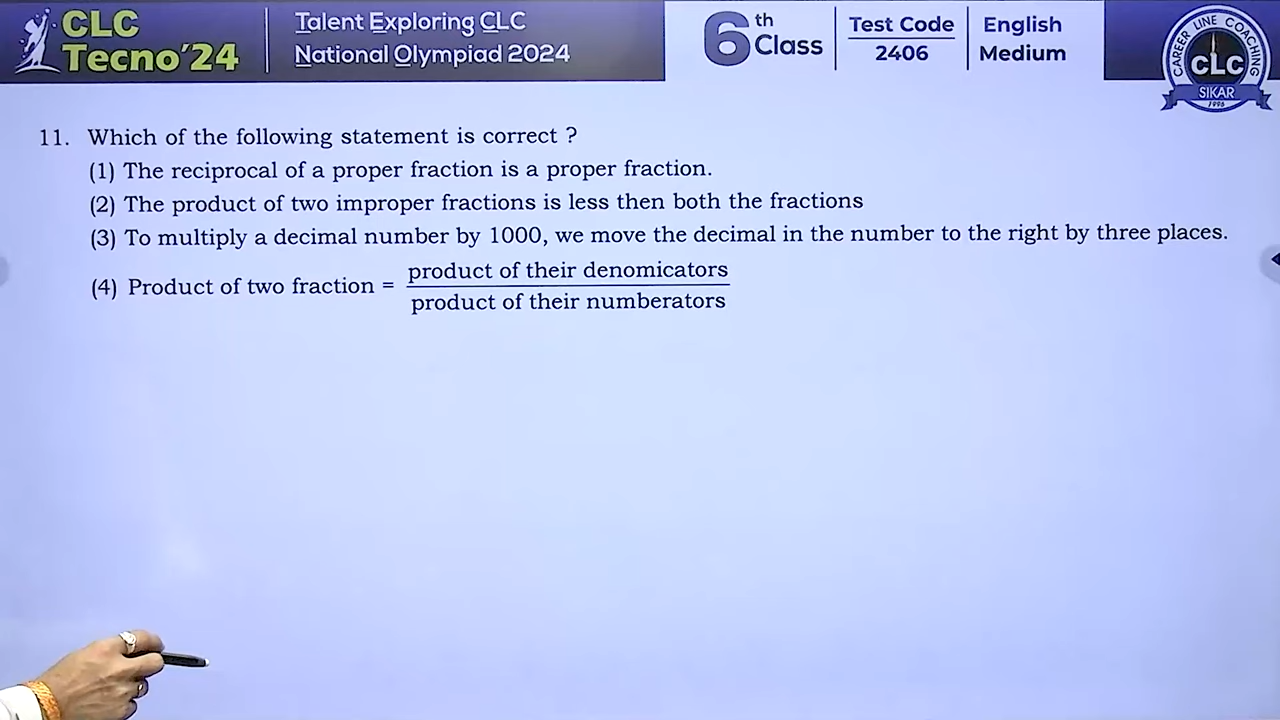 CLC
Tecno'24
Talent Exploring CLC
National Olympiad 2024
6th Class
Test Code
2406
English
Medium
CAREER LINE COACHING
CLC
SIKAR
1996
11. Which of the following statement is correct ?
(1) The reciprocal of a proper fraction is a proper fraction.
(2) The product of two improper fractions is less then both the fractions
(3) To multiply a decimal number by 1000, we move the decimal in the number to the right by three places.
(4) Product of two fraction = product of their denomicators
product of their numberators